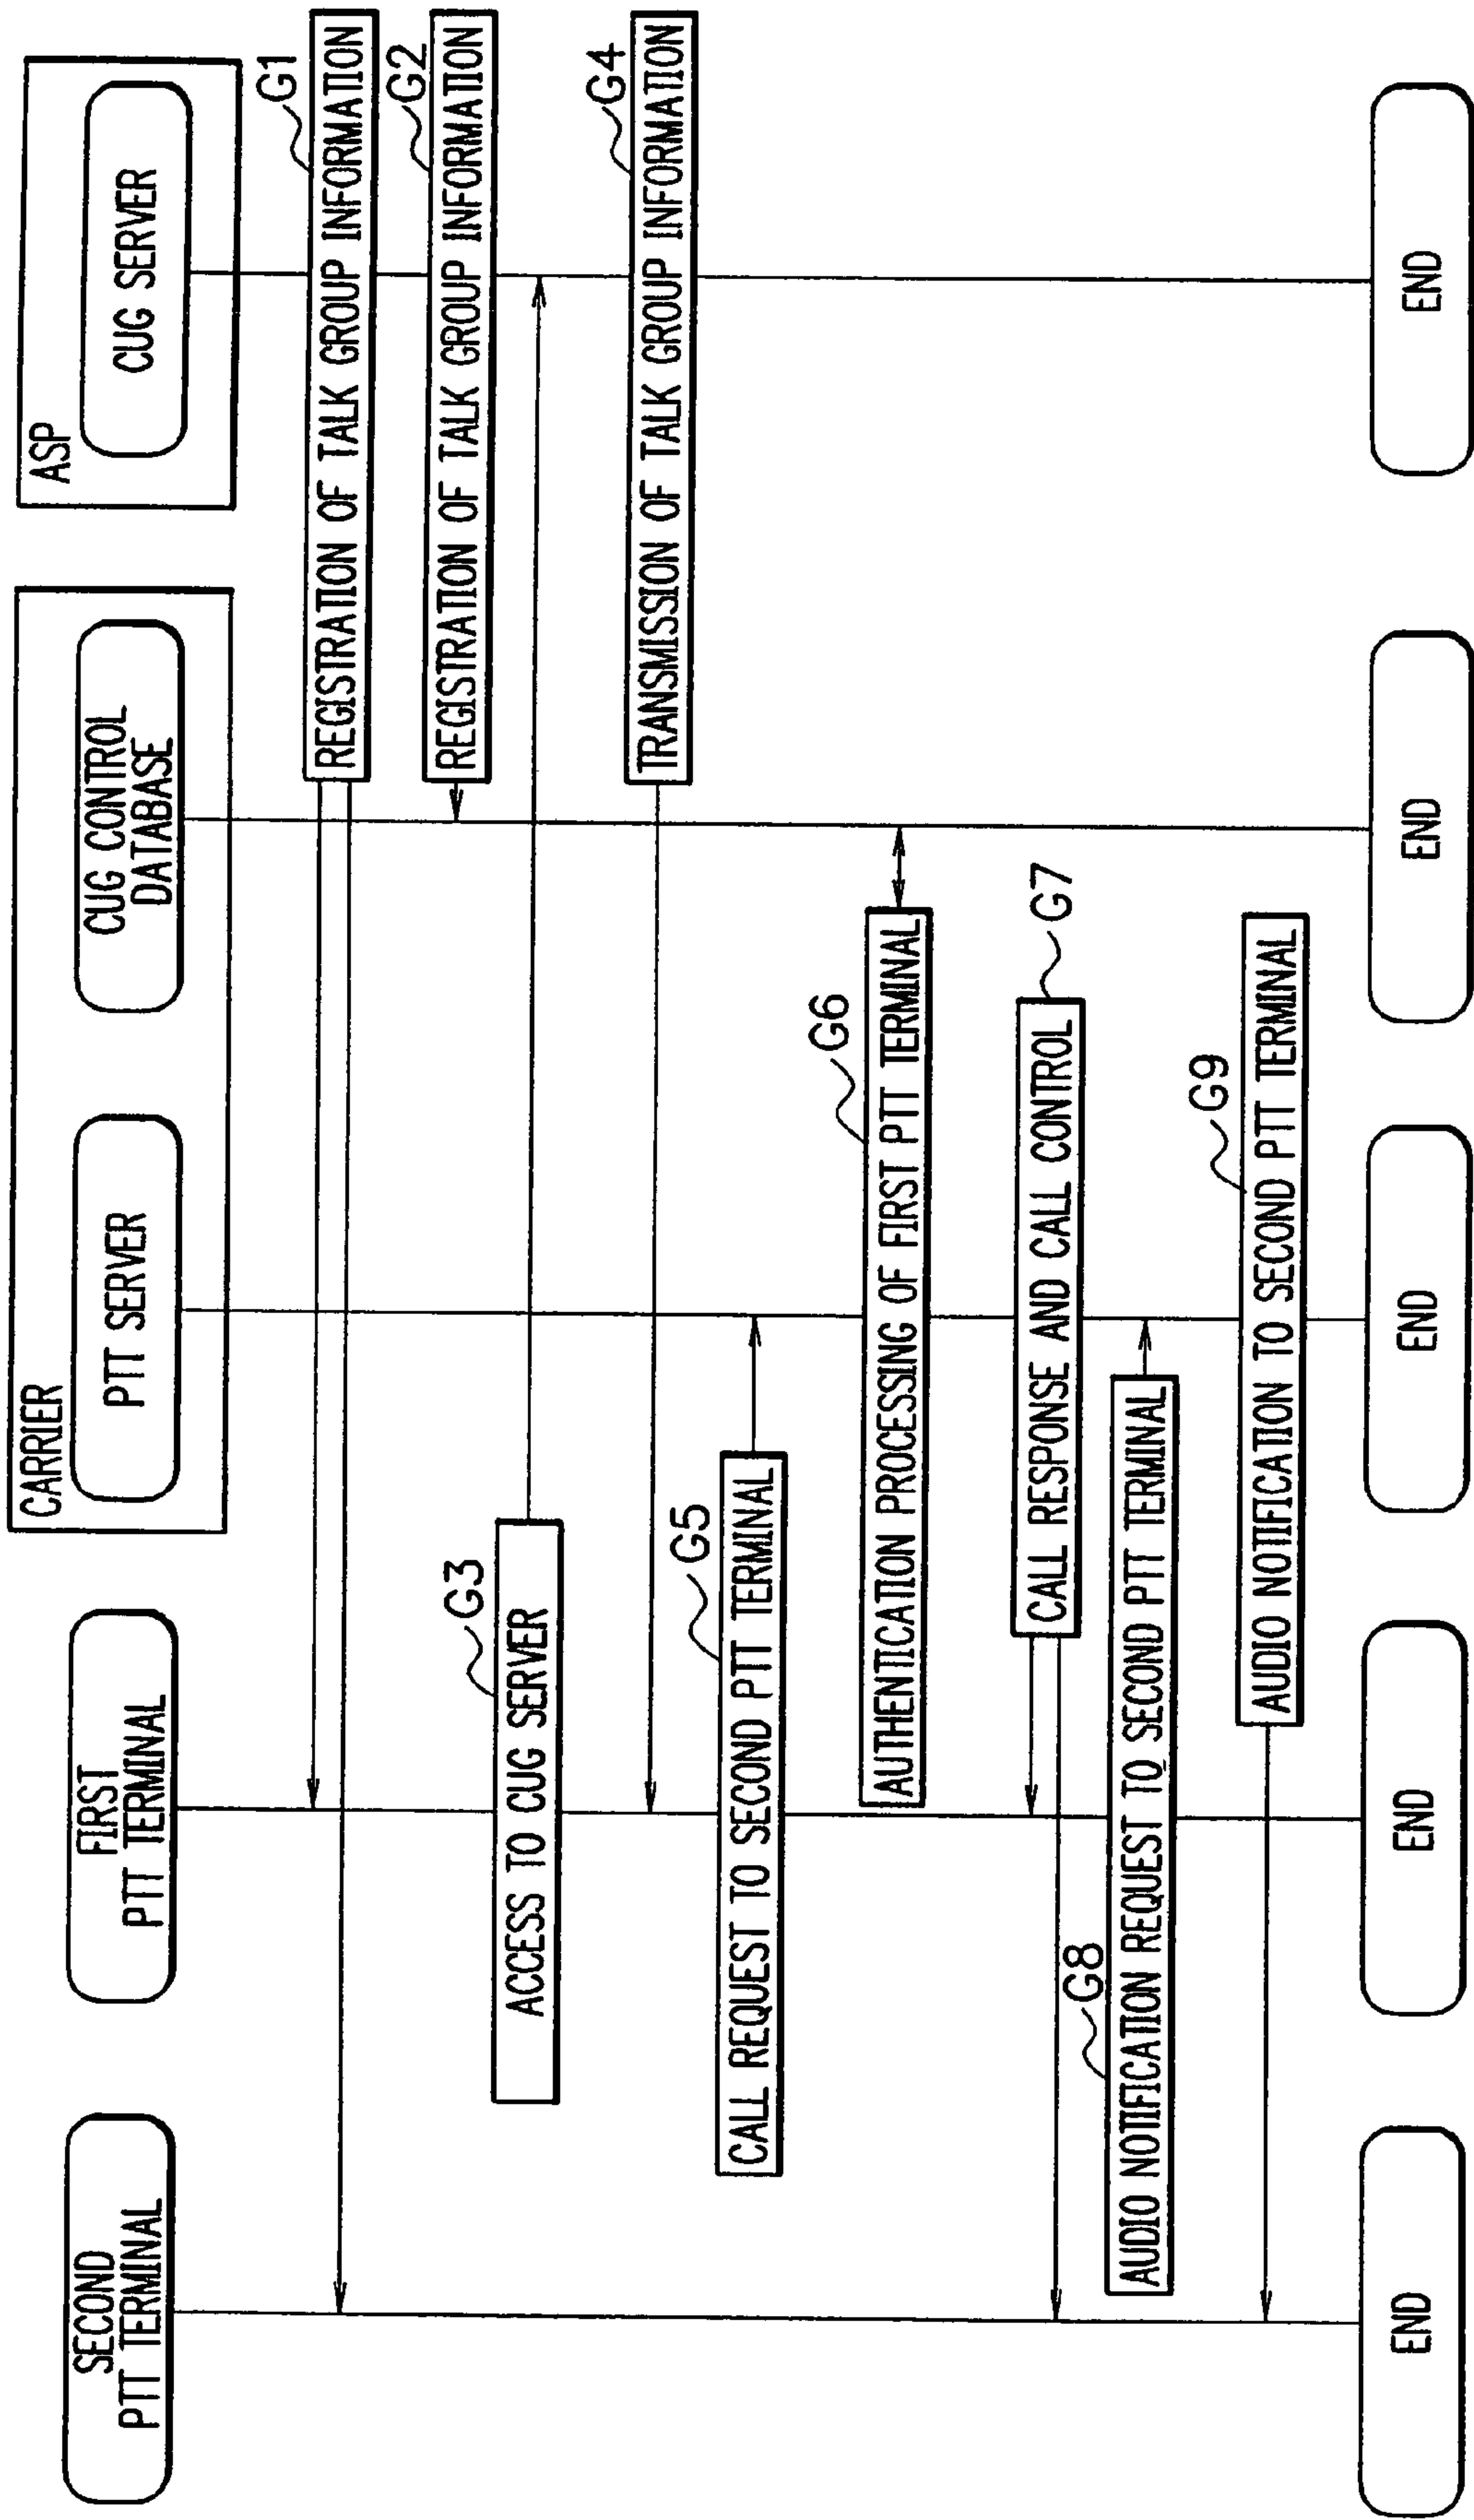 SECOND
PTT TERMINAL
FIRST
PTT TERMINAL
CARRIER
PTT SERVER
CUG CONTROL
DATABASE
ASP
CUG SERVER
G1
REGISTRATION OF TALK GROUP INFORMATION
G2
REGISTRATION OF TALK GROUP INFORMATION
G3
ACCESS TO CUG SERVER
G4
TRANSMISSION OF TALK GROUP INFORMATION
G5
CALL REQUEST TO SECOND PTT TERMINAL
G6
AUTHENTICATION PROCESSING OF FIRST PTT TERMINAL
G7
CALL RESPONSE AND CALL CONTROL
G8
AUDIO NOTIFICATION REQUEST TO SECOND PTT TERMINAL
G9
AUDIO NOTIFICATION TO SECOND PTT TERMINAL
END
END
END
END
END